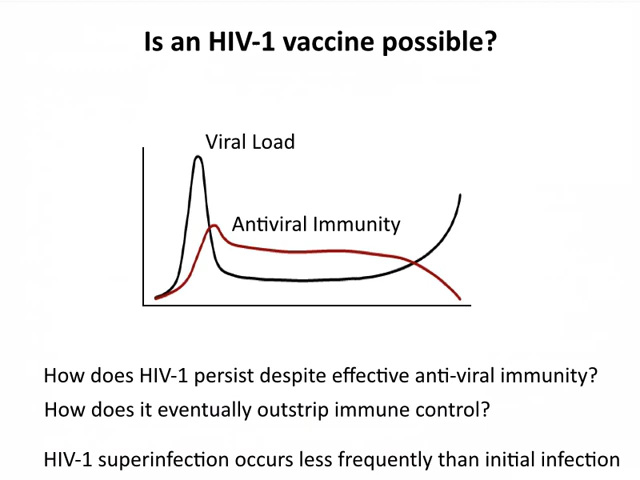 Is an HIV-1 vaccine possible?
Viral Load
Antiviral Immunity
How does HIV-1 persist despite effective anti-viral immunity?
How does it eventually outstrip immune control?
HIV-1 superinfection occurs less frequently than initial infection